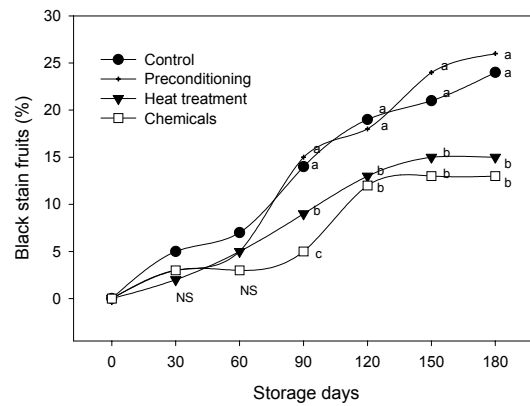 30
25
20
15
10
5
0
Black stain fruits (%)
Control
Preconditioning
Heat treatment
Chemicals
a
a
a
a
a
a
a
a
b
b
b
b
b
b
b
c
NS
NS
0 30 60 90 120 150 180
Storage days